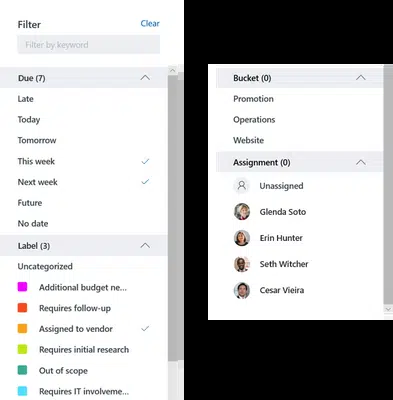 Filter
Clear
Filter by keyword
Due (7)
Late
Today
Tomorrow
This week
Next week
Future
No date
Label (3)
Uncategorized
Additional budget ne...
Requires follow-up
Assigned to vendor
Requires initial research
Out of scope
Requires IT involveme...
Bucket (0)
Promotion
Operations
Website
Assignment (0)
Unassigned
Glenda Soto
Erin Hunter
Seth Witcher
Cesar Vieira